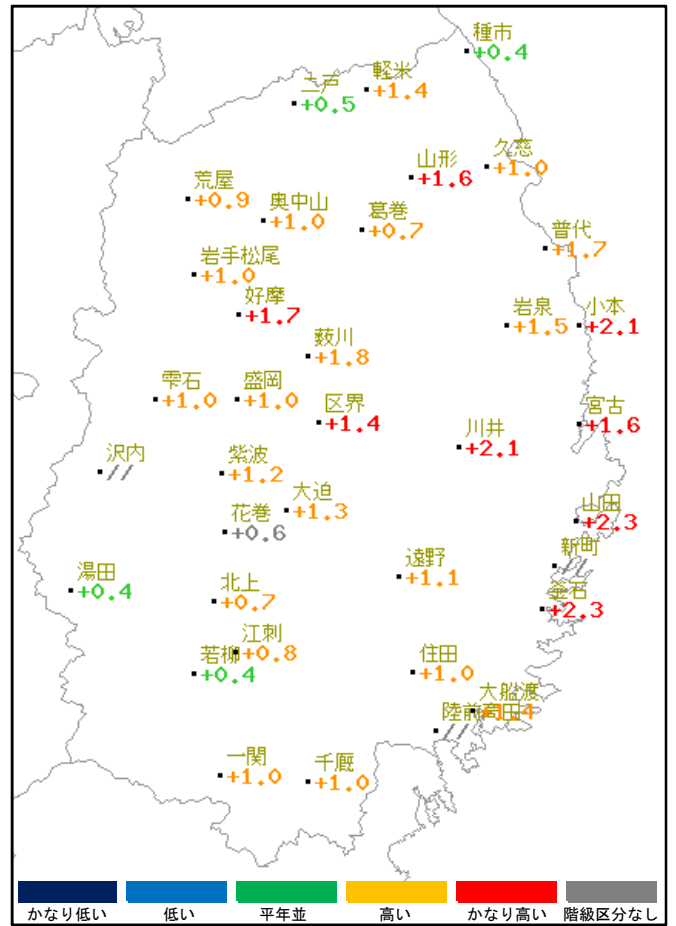 種市
+0.4
軽米
+1.4
二戸
+0.5
久慈
+1.0
山形
+1.6
荒屋
+0.9
奥中山
+1.0
葛巻
+0.7
普代
+1.7
岩手松尾
+1.0
好摩
+1.7
岩泉
+1.5
小本
+2.1
薮川
+1.8
雫石
+1.0
盛岡
+1.0
区界
+1.4
宮古
+1.6
川井
+2.1
沢内
//
紫波
+1.2
大迫
+1.3
花巻
+0.6
山田
+2.3
新町
//
遠野
+1.1
湯田
+0.4
北上
+0.7
釜石
+2.3
江刺
+0.8
若柳
+0.4
住田
+1.0
大船渡
+1.4
陸前高田
//
一関
+1.0
千厩
+1.0
かなり低い
低い
平年並
高い
かなり高い
階級区分なし